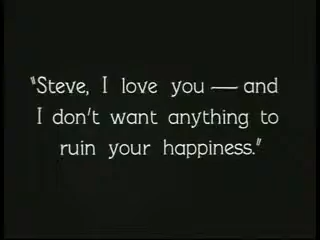 "Steve, I love you — and
I don't want anything to
ruin your happiness."